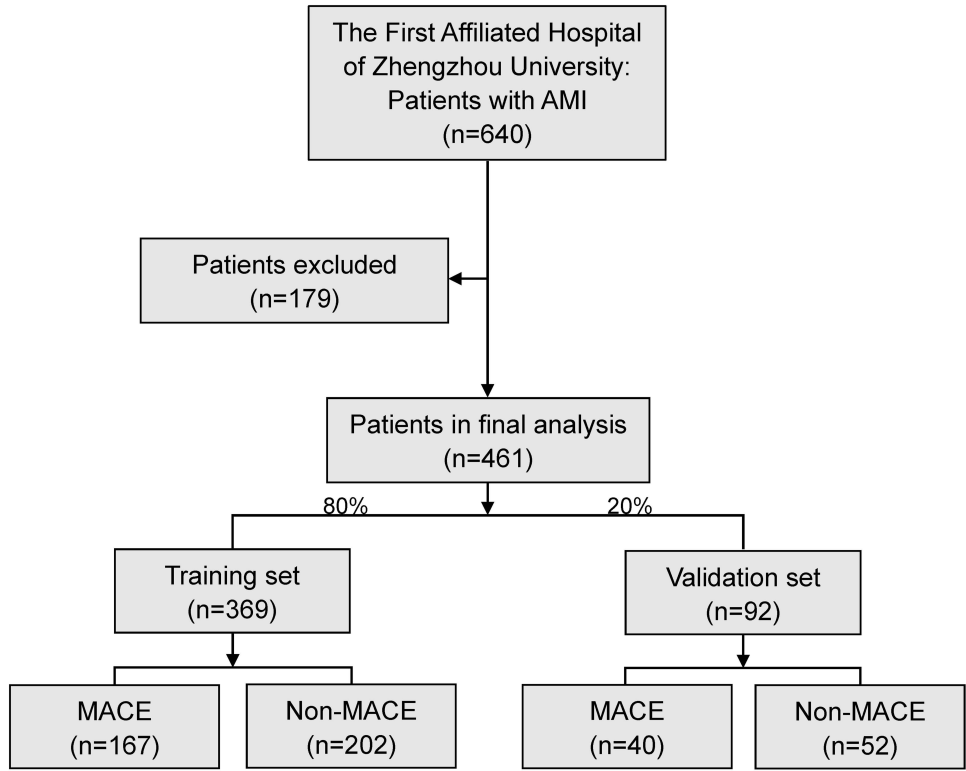 The First Affiliated Hospital
of Zhengzhou University:
Patients with AMI
(n=640)
Patients excluded
(n=179)
Patients in final analysis
(n=461)
80%
20%
Training set
(n=369)
Validation set
(n=92)
MACE
(n=167)
Non-MACE
(n=202)
MACE
(n=40)
Non-MACE
(n=52)